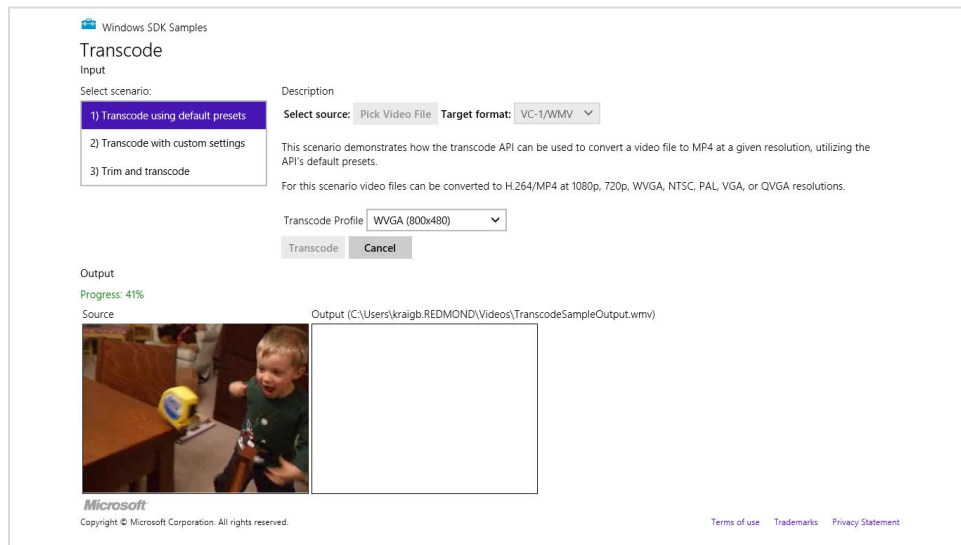 Windows SDK Samples
Transcode
Input
Select scenario:
1) Transcode using default presets
2) Transcode with custom settings
3) Trim and transcode
Description
Select source: Pick Video File Target format: VC-1/WMV
This scenario demonstrates how the transcode API can be used to convert a video file to MP4 at a given resolution, utilizing the
API's default presets.
For this scenario video files can be converted to H.264/MP4 at 1080p, 720p, WVGA, NTSC, PAL, VGA, or QVGA resolutions.
Transcode Profile WVGA (800x480)
Transcode Cancel
Output
Progress: 41%
Source Output (C:\Users\kraigb.REDMOND\Videos\TranscodeSampleOutput.wmv)
Microsoft
Copyright © Microsoft Corporation. All rights reserved. Terms of use Trademarks Privacy Statement